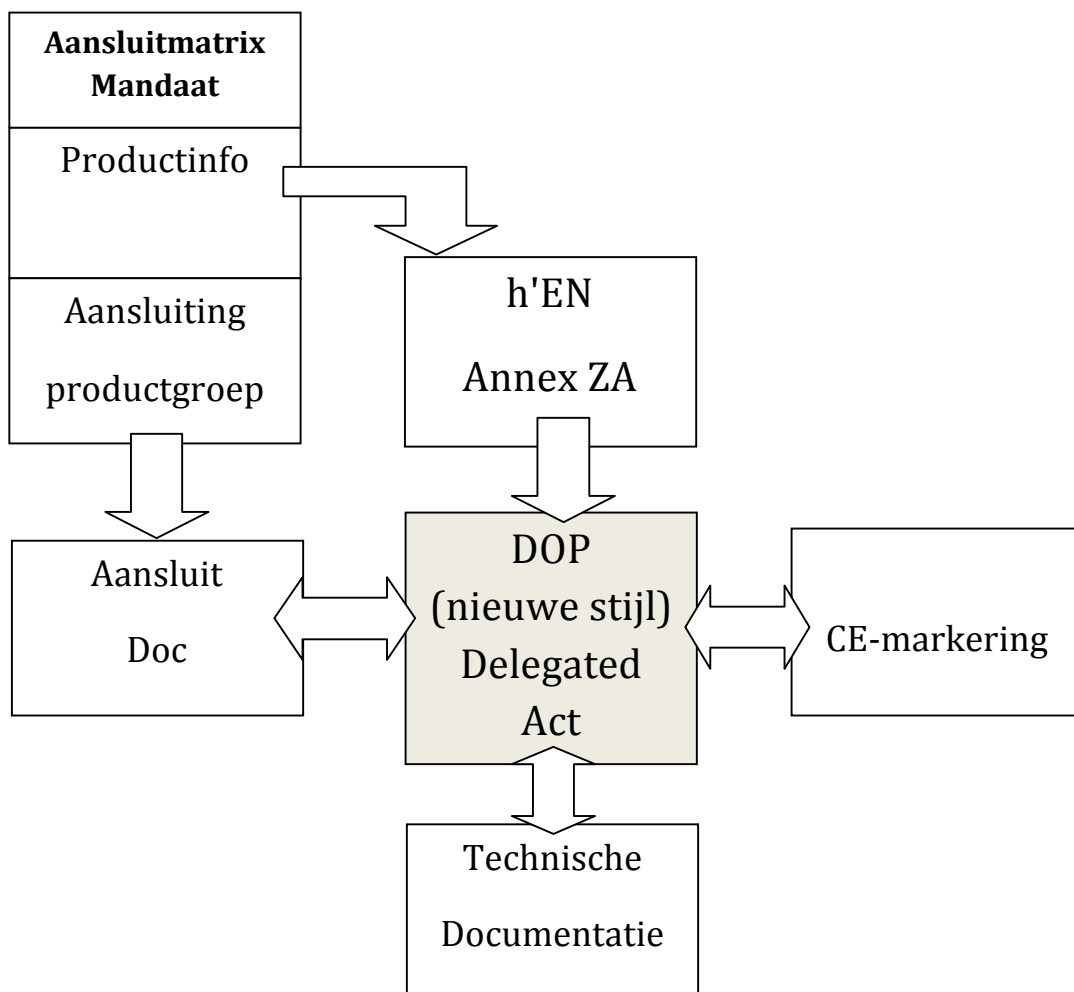 Aansluitmatrix
Mandaat
Productinfo
Aansluiting
productgroep
h'EN
Annex ZA
Aansluit
Doc
DOP
(nieuwe stijl)
Delegated
Act
CE-markering
Technische
Documentatie